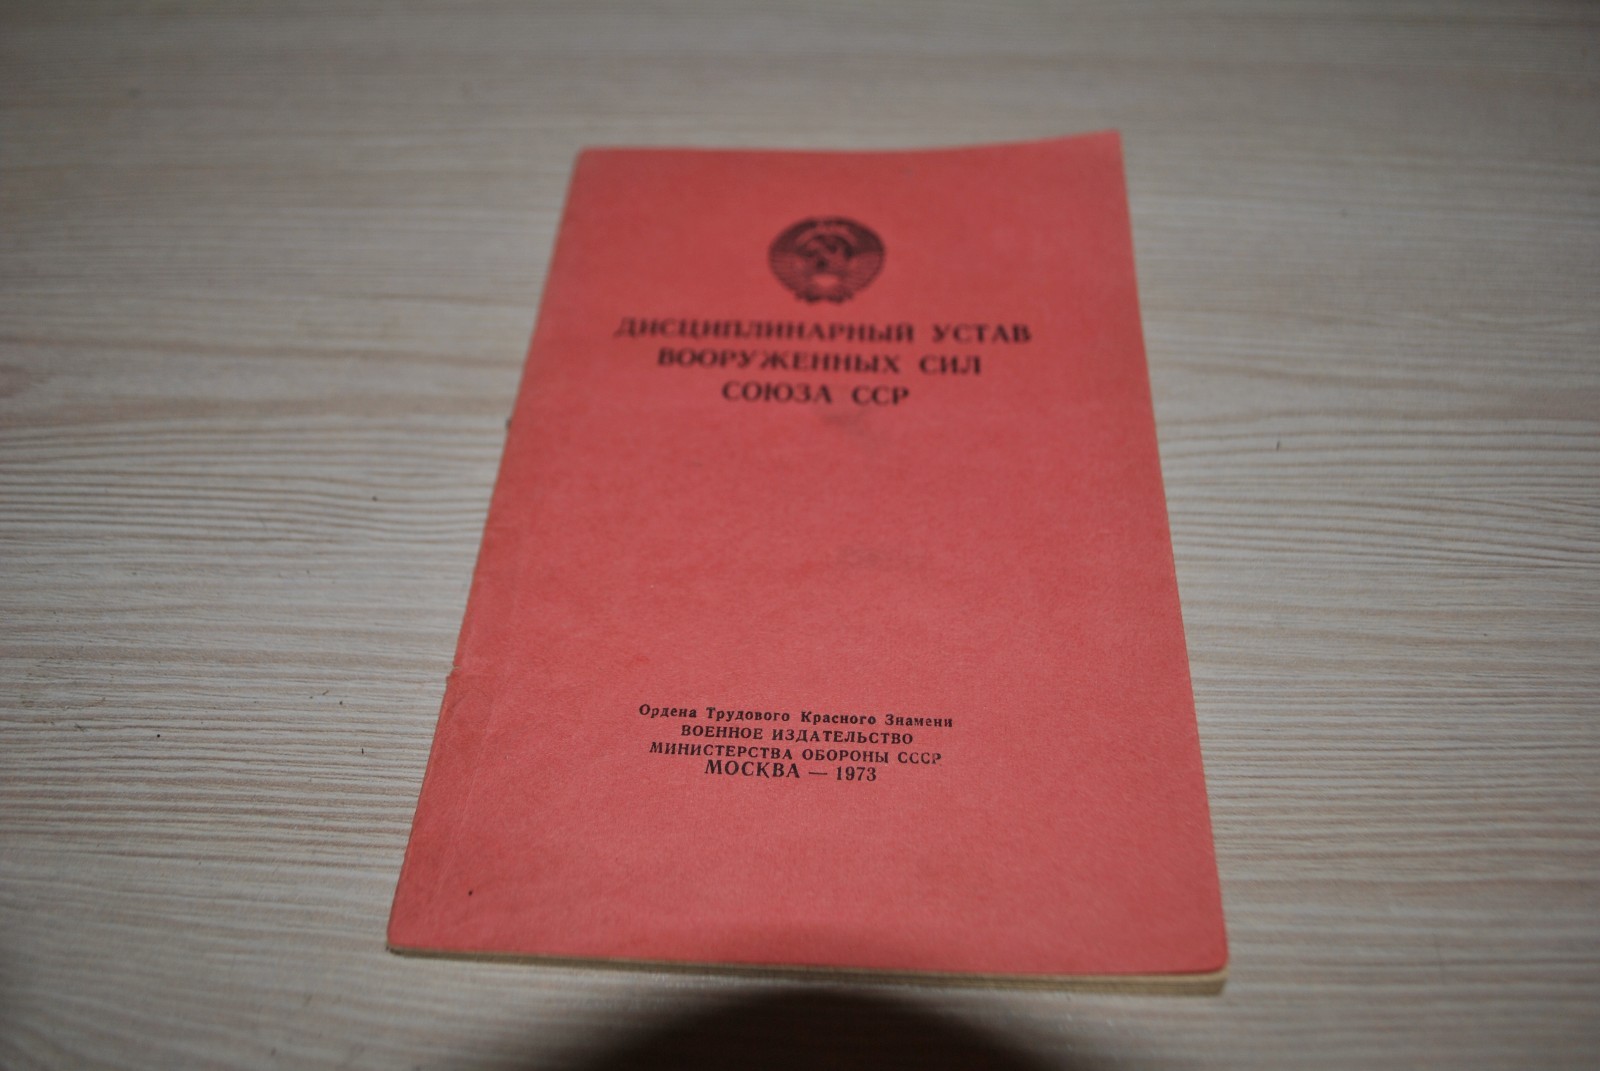 ДИСЦИПЛИНАРНЫЙ УСТАВ
ВООРУЖЕННЫХ СИЛ
СОЮЗА ССР
Ордена Трудового Красного Знамени
ВОЕННОЕ ИЗДАТЕЛЬСТВО
МИНИСТЕРСТВА ОБОРОНЫ СССР
МОСКВА — 1973